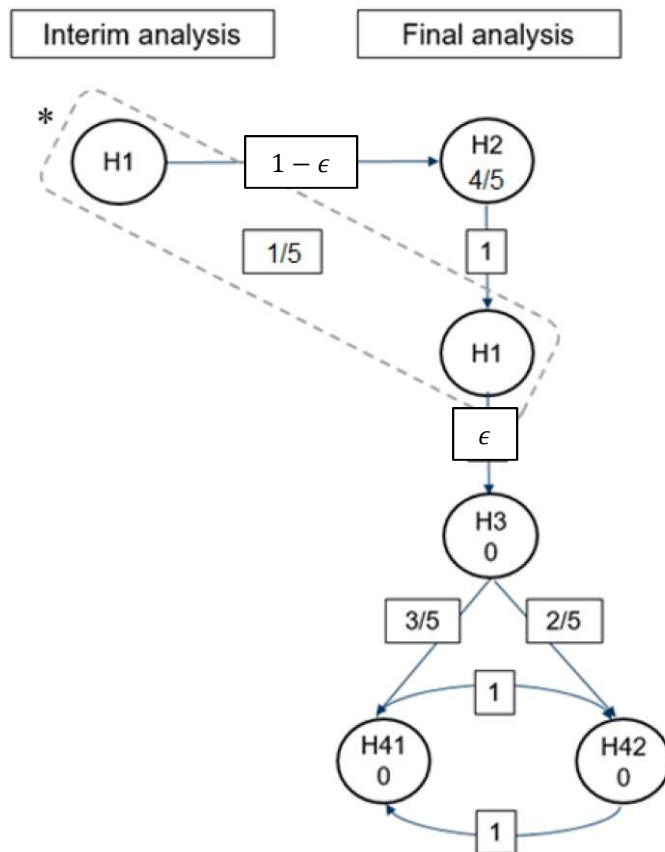 Interim analysis
Final analysis
*
H1
1 − ϵ
H2
4/5
1/5
1
H1
ϵ
H3
0
3/5
2/5
1
H41
0
H42
0
1